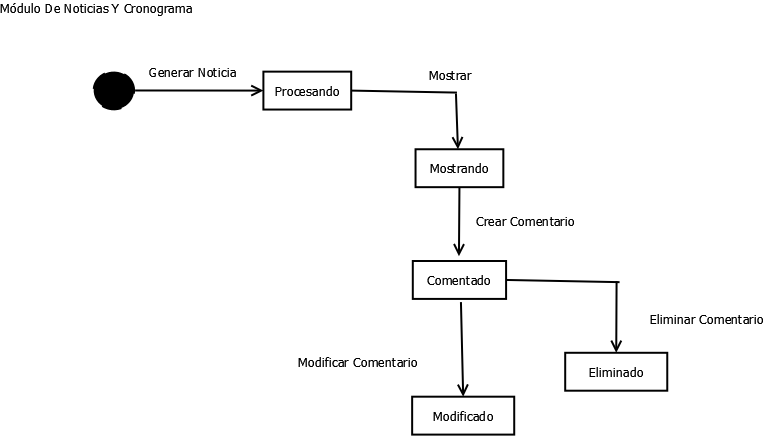 Módulo De Noticias Y Cronograma
Generar Noticia
Mostrar
Procesando
Mostrando
Crear Comentario
Comentado
Eliminar Comentario
Modificar Comentario
Eliminado
Modificado